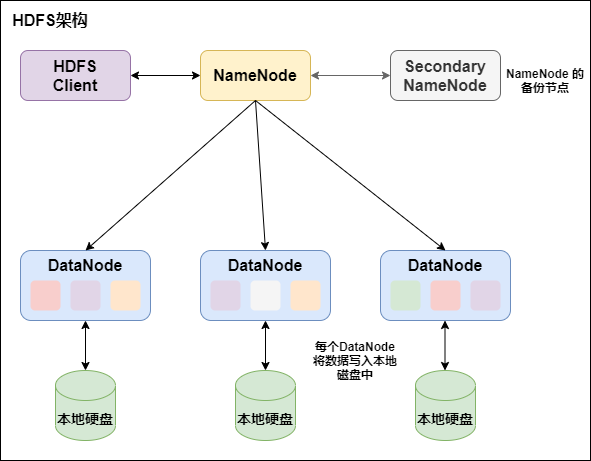 HDFS架构
HDFS
Client
NameNode
Secondary
NameNode
NameNode 的
备份节点
DataNode
DataNode
DataNode
每个DataNode
将数据写入本地
磁盘中
本地硬盘
本地硬盘
本地硬盘